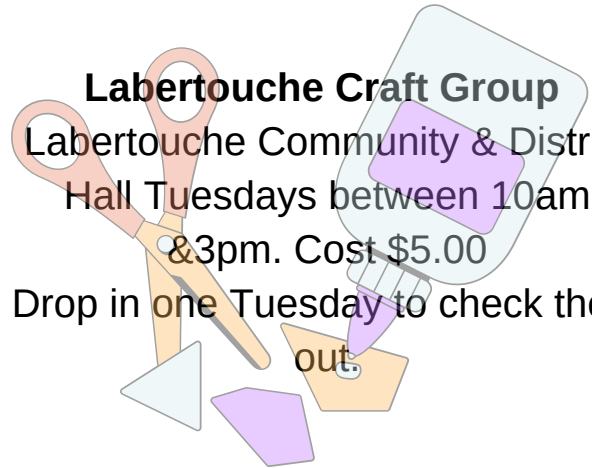 Labertouche Craft Group
Labertouche Community & Distr
Hall Tuesdays between 10am
&3pm. Cost $5.00
Drop in one Tuesday to check the
out.